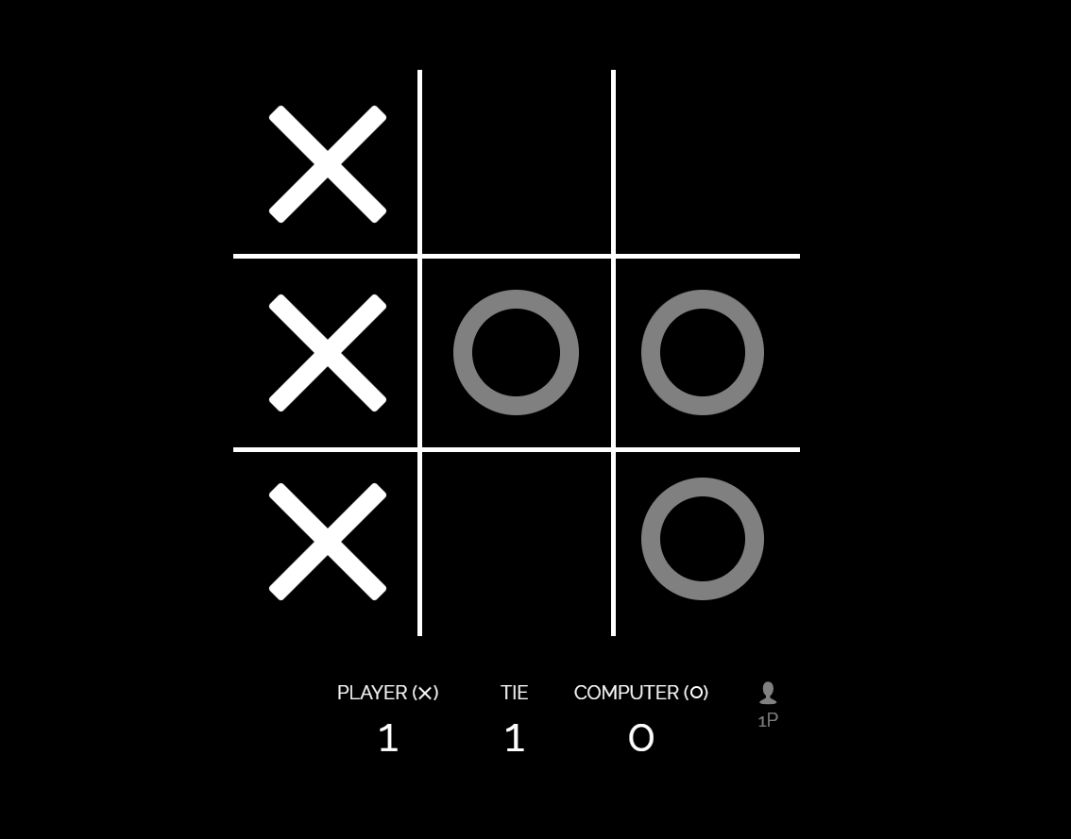 PLAYER (×) TIE COMPUTER (O)
1 1 0
1P